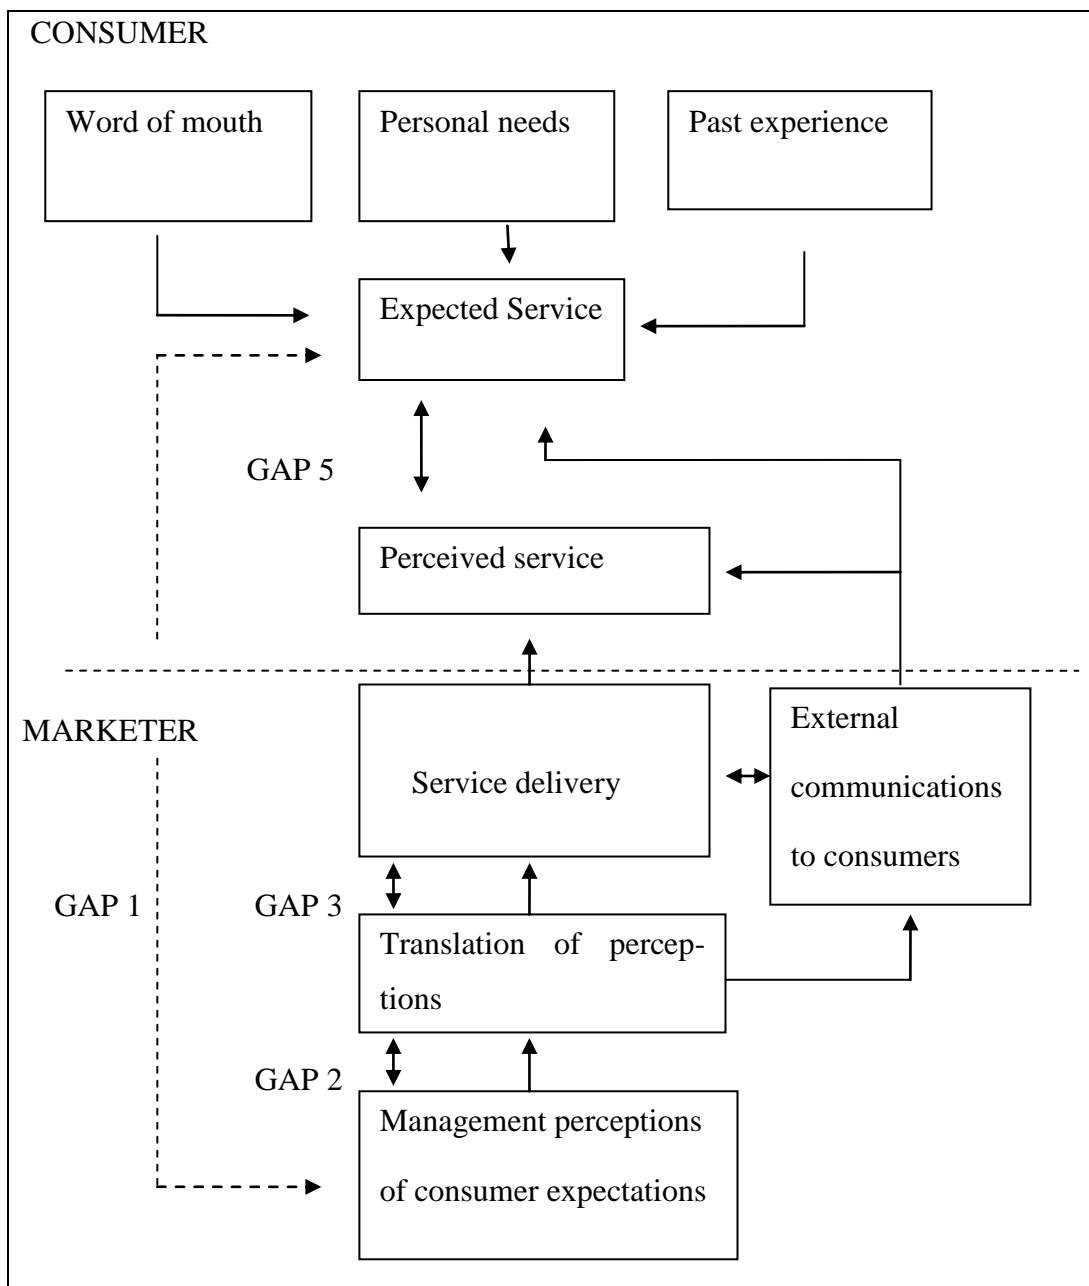 CONSUMER
Word of mouth
Personal needs
Past experience
Expected Service
GAP 5
Perceived service
MARKETER
Service delivery
External
communications
to consumers
GAP 1
GAP 3
Translation of percep-
tions
GAP 2
Management perceptions
of consumer expectations